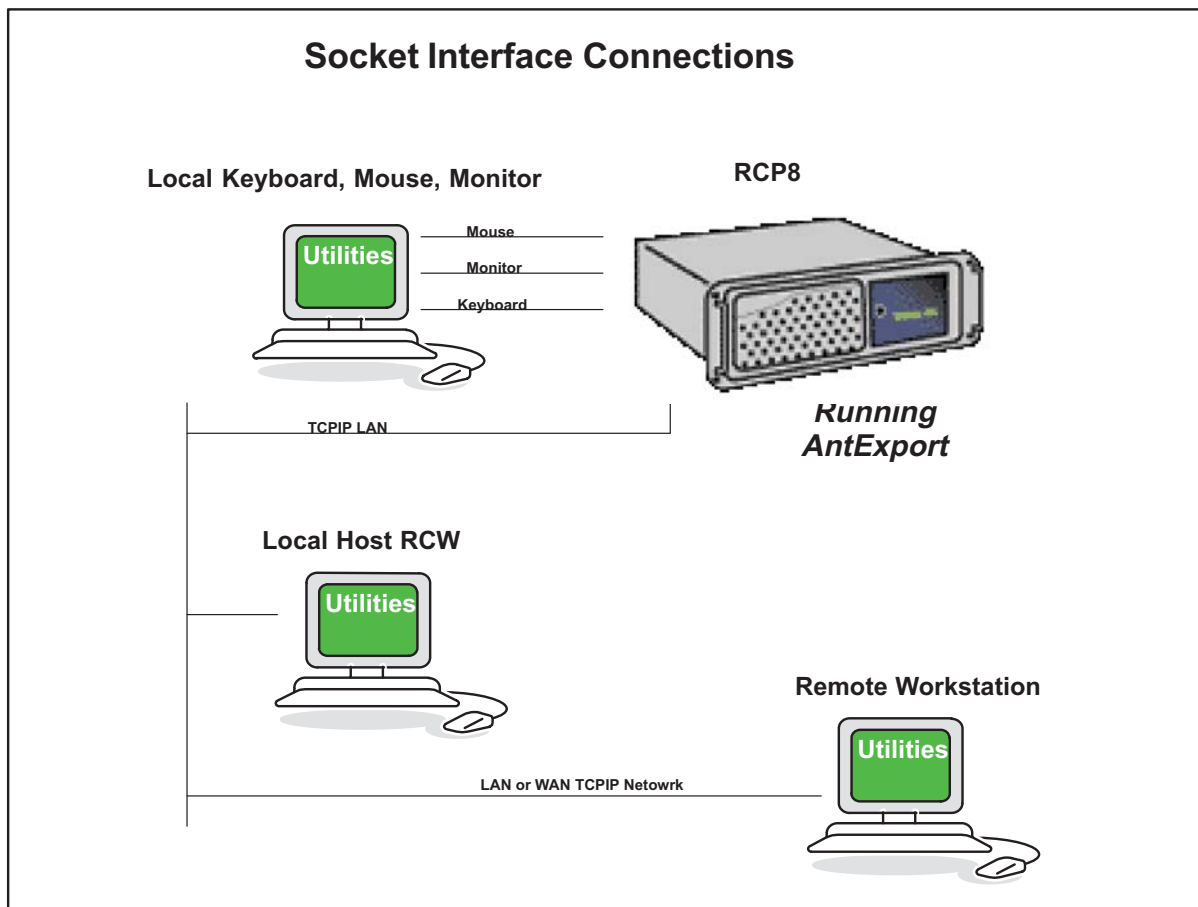 Socket Interface Connections
Local Keyboard, Mouse, Monitor
RCP8
Utilities
Mouse
Monitor
Keyboard
Running
AntExport
TCPIP LAN
Local Host RCW
Utilities
Remote Workstation
Utilities
LAN or WAN TCPIP Netowrk